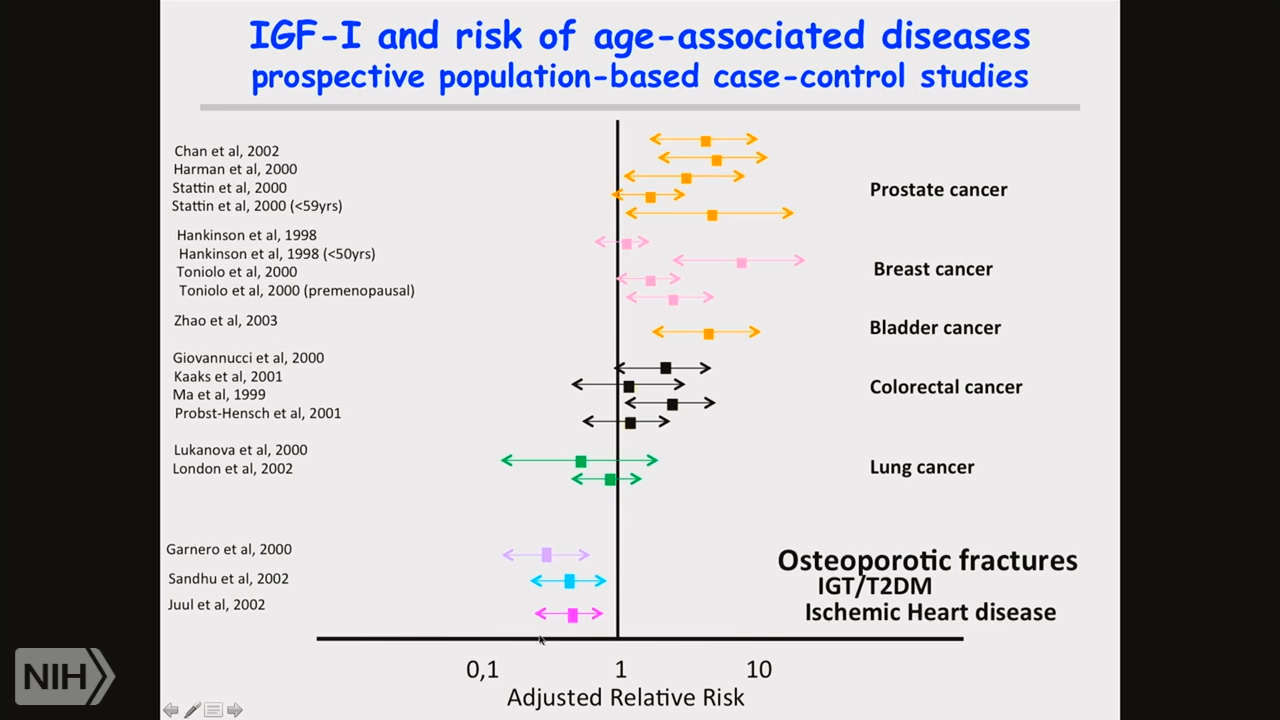 IGF-I and risk of age-associated diseases
prospective population-based case-control studies
Chan et al, 2002
Harman et al, 2000
Stattin et al, 2000
Stattin et al, 2000 (<59yrs)
Prostate cancer
Hankinson et al, 1998
Hankinson et al, 1998 (<50yrs)
Toniolo et al, 2000
Toniolo et al, 2000 (premenopausal)
Breast cancer
Zhao et al, 2003
Bladder cancer
Giovannucci et al, 2000
Kaaks et al, 2001
Ma et al, 1999
Probst-Hensch et al, 2001
Colorectal cancer
Lukanova et al, 2000
London et al, 2002
Lung cancer
Garnero et al, 2000
Osteoporotic fractures
Sandhu et al, 2002
IGT/T2DM
Juul et al, 2002
Ischemic Heart disease
0,1 1 10
Adjusted Relative Risk
NIH